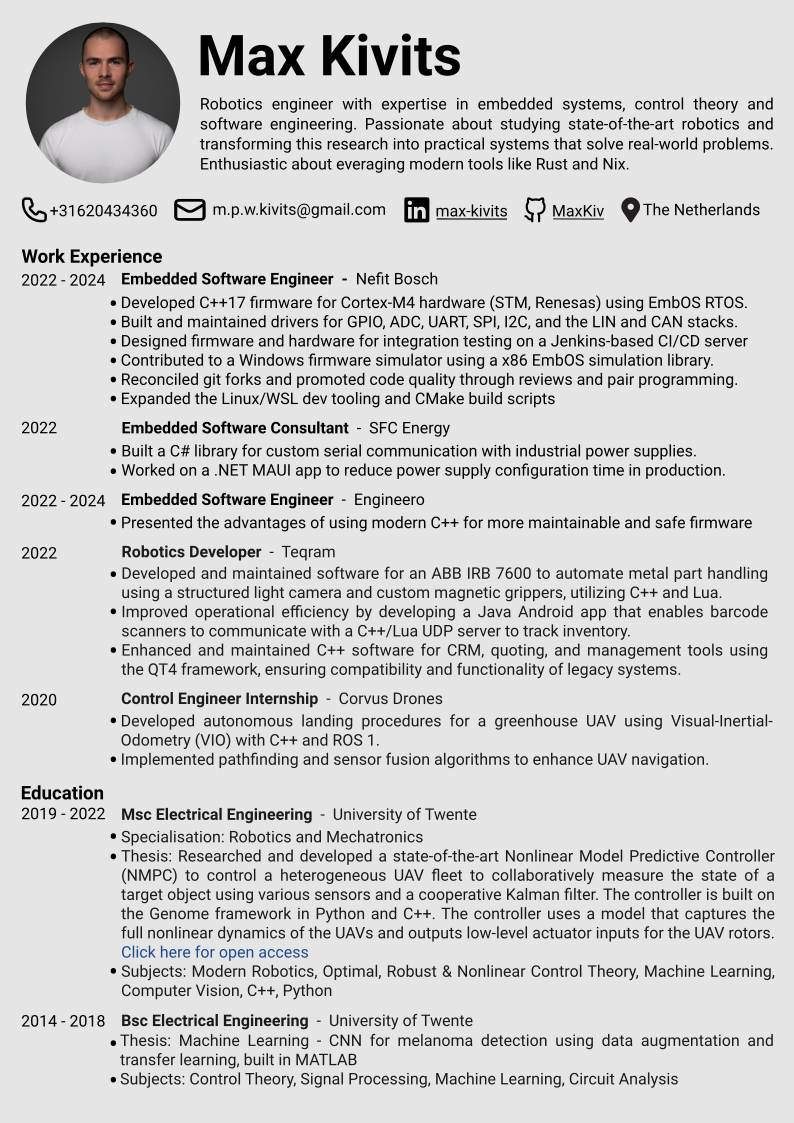 Max Kivits
Robotics engineer with expertise in embedded systems, control theory and
software engineering. Passionate about studying state-of-the-art robotics and
transforming this research into practical systems that solve real-world problems.
Enthusiastic about everaging modern tools like Rust and Nix.
+31620434360 m.p.w.kivits@gmail.com max-kivits MaxKiv The Netherlands
Work Experience
2022 - 2024 Embedded Software Engineer - Nefit Bosch
• Developed C++17 firmware for Cortex-M4 hardware (STM, Renesas) using EmbOS RTOS.
• Built and maintained drivers for GPIO, ADC, UART, SPI, I2C, and the LIN and CAN stacks.
• Designed firmware and hardware for integration testing on a Jenkins-based CI/CD server
• Contributed to a Windows firmware simulator using a x86 EmbOS simulation library.
• Reconciled git forks and promoted code quality through reviews and pair programming.
• Expanded the Linux/WSL dev tooling and CMake build scripts
2022 Embedded Software Consultant - SFC Energy
• Built a C# library for custom serial communication with industrial power supplies.
• Worked on a .NET MAUI app to reduce power supply configuration time in production.
2022 - 2024 Embedded Software Engineer - Engineero
• Presented the advantages of using modern C++ for more maintainable and safe firmware
2022 Robotics Developer - Teqram
• Developed and maintained software for an ABB IRB 7600 to automate metal part handling
using a structured light camera and custom magnetic grippers, utilizing C++ and Lua.
• Improved operational efficiency by developing a Java Android app that enables barcode
scanners to communicate with a C++/Lua UDP server to track inventory.
• Enhanced and maintained C++ software for CRM, quoting, and management tools using
the QT4 framework, ensuring compatibility and functionality of legacy systems.
2020 Control Engineer Internship - Corvus Drones
• Developed autonomous landing procedures for a greenhouse UAV using Visual-Inertial-
Odometry (VIO) with C++ and ROS 1.
• Implemented pathfinding and sensor fusion algorithms to enhance UAV navigation.
Education
2019 - 2022 Msc Electrical Engineering - University of Twente
• Specialisation: Robotics and Mechatronics
• Thesis: Researched and developed a state-of-the-art Nonlinear Model Predictive Controller
(NMPC) to control a heterogeneous UAV fleet to collaboratively measure the state of a
target object using various sensors and a cooperative Kalman filter. The controller is built on
the Genome framework in Python and C++. The controller uses a model that captures the
full nonlinear dynamics of the UAVs and outputs low-level actuator inputs for the UAV rotors.
Click here for open access
• Subjects: Modern Robotics, Optimal, Robust & Nonlinear Control Theory, Machine Learning,
Computer Vision, C++, Python
2014 - 2018 Bsc Electrical Engineering - University of Twente
• Thesis: Machine Learning - CNN for melanoma detection using data augmentation and
transfer learning, built in MATLAB
• Subjects: Control Theory, Signal Processing, Machine Learning, Circuit Analysis